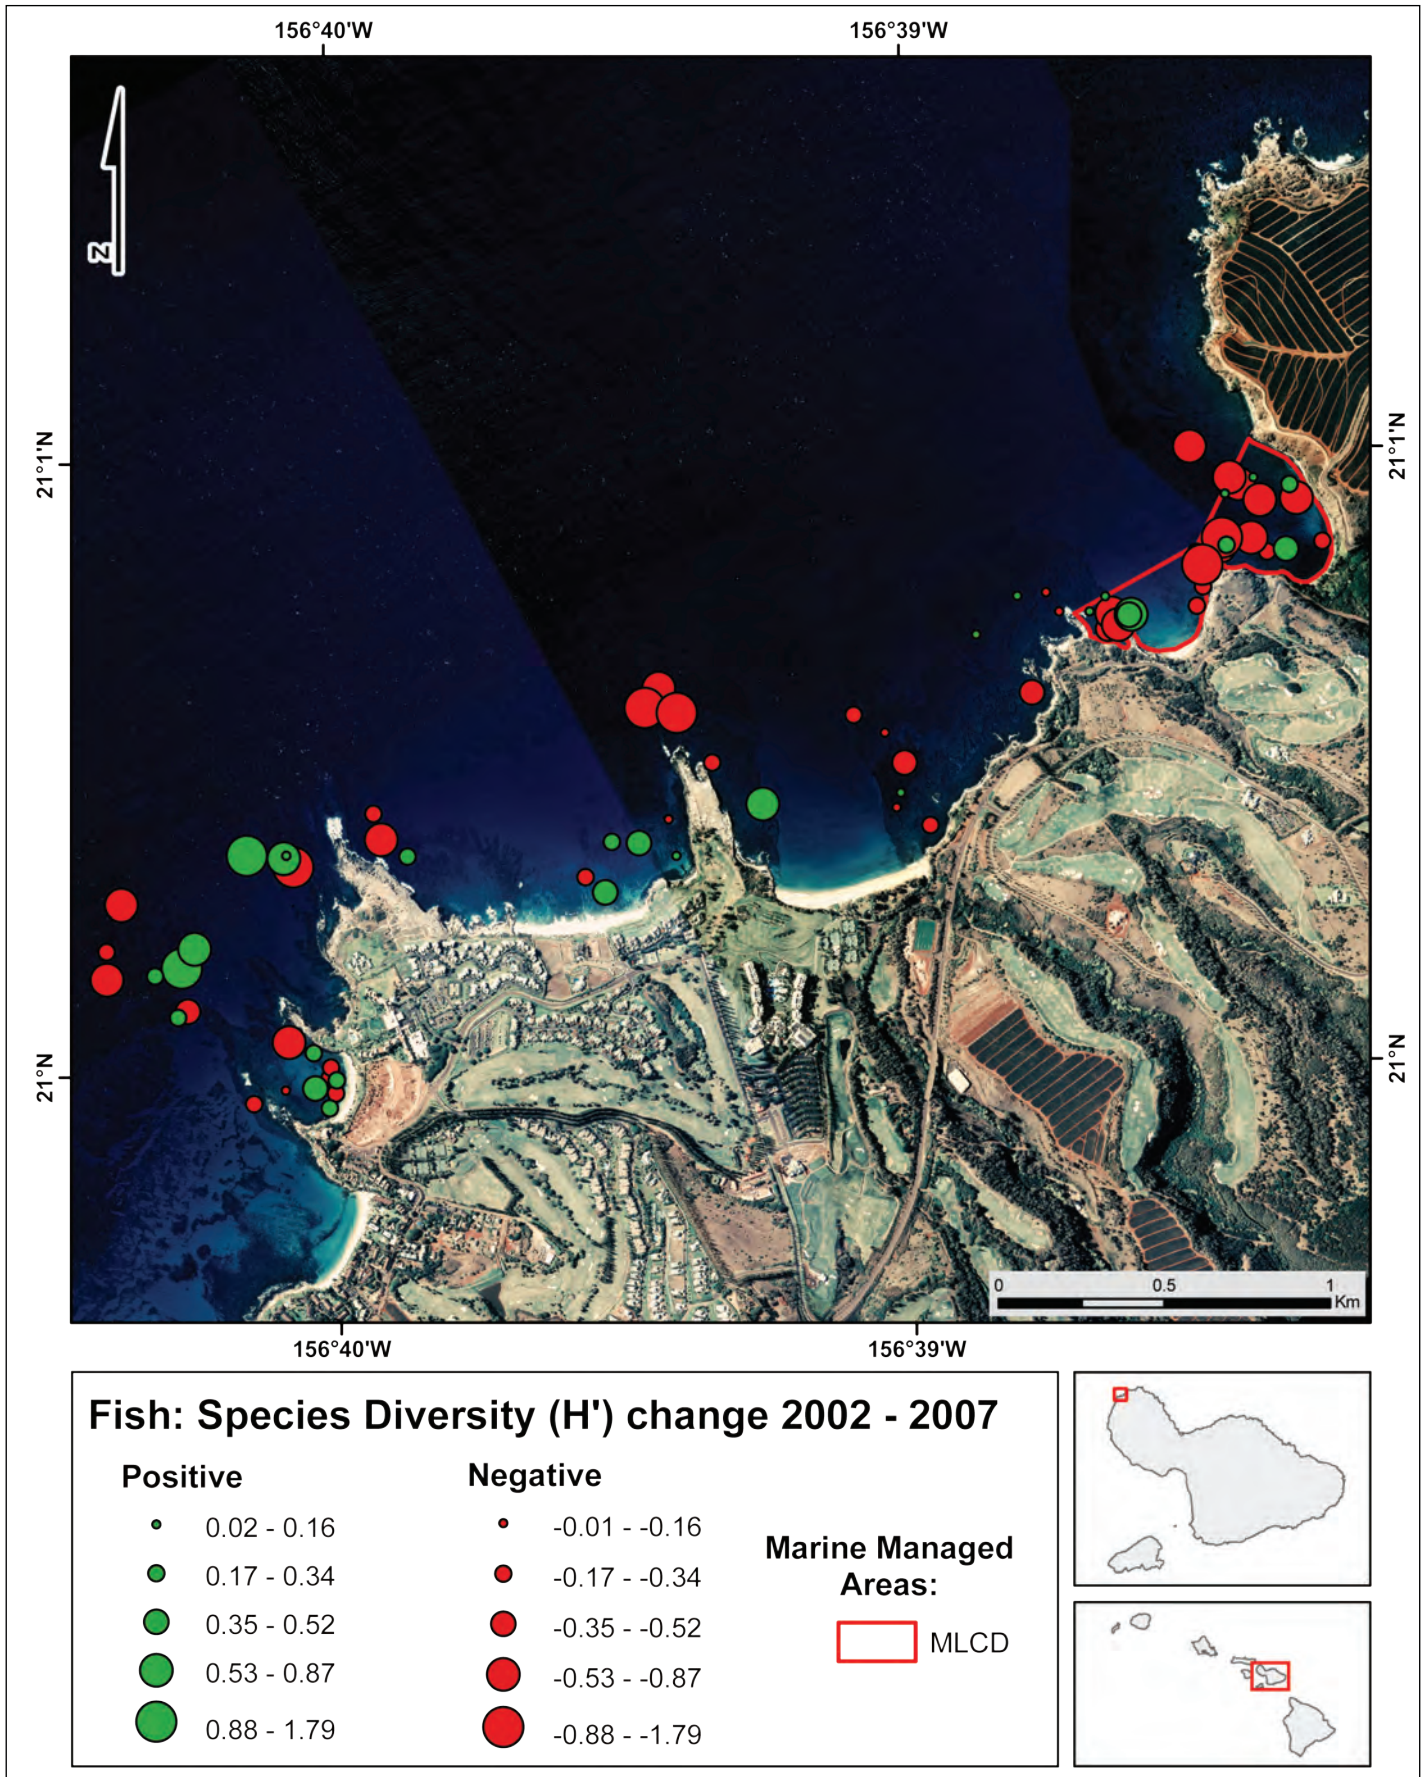 156°40'W
156°39'W
N
21°1'N
21°1'N
21°N
21°N
0 0.5 1
Km
156°40'W
156°39'W
Fish: Species Diversity (H') change 2002 - 2007
Positive
Negative
0.02 - 0.16
-0.01 - -0.16
0.17 - 0.34
-0.17 - -0.34
0.35 - 0.52
-0.35 - -0.52
0.53 - 0.87
-0.53 - -0.87
0.88 - 1.79
-0.88 - -1.79
Marine Managed
Areas:
MLCD